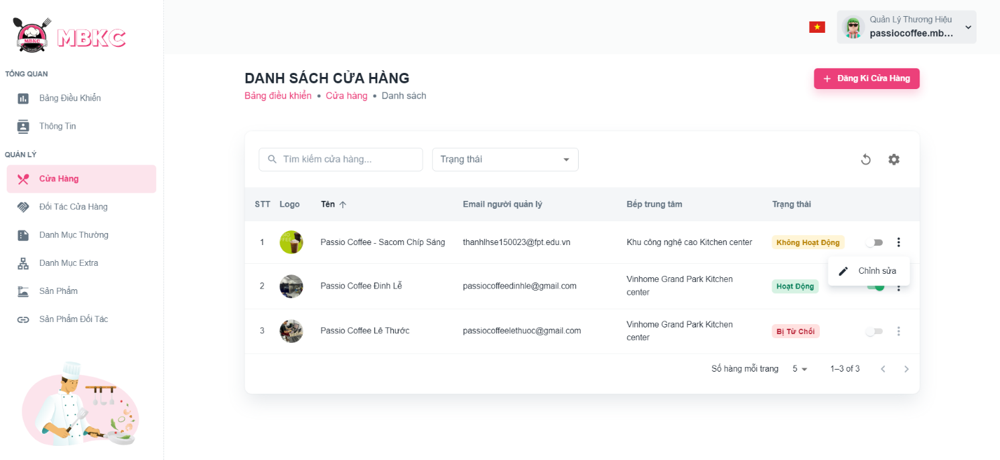 MBKC
MBKC
Quản Lý Thương Hiệu
passiocoffee.mb...
TỔNG QUAN
Bảng Điều Khiển
Thông Tin
QUẢN LÝ
Cửa Hàng
Đối Tác Cửa Hàng
Danh Mục Thường
Danh Mục Extra
Sản Phẩm
Sản Phẩm Đối Tác
DANH SÁCH CỬA HÀNG
Bảng điều khiển • Cửa hàng • Danh sách
+ Đăng Kí Cửa Hàng
Tìm kiếm cửa hàng...
Trạng thái
STT Logo Tên ↑ Email người quản lý Bếp trung tâm Trạng thái
1 Passio Coffee - Sacom Chíp Sáng thanhlhse150023@fpt.edu.vn Khu công nghệ cao Kitchen center Không Hoạt Động
Chỉnh sửa
2 Passio Coffee Đinh Lễ passiocoffeedinhle@gmail.com Vinhome Grand Park Kitchen
center Hoạt Động
3 Passio Coffee Lê Thước passiocoffeelethuoc@gmail.com Vinhome Grand Park Kitchen
center Bị Từ Chối
Số hàng mỗi trang 5 1–3 of 3